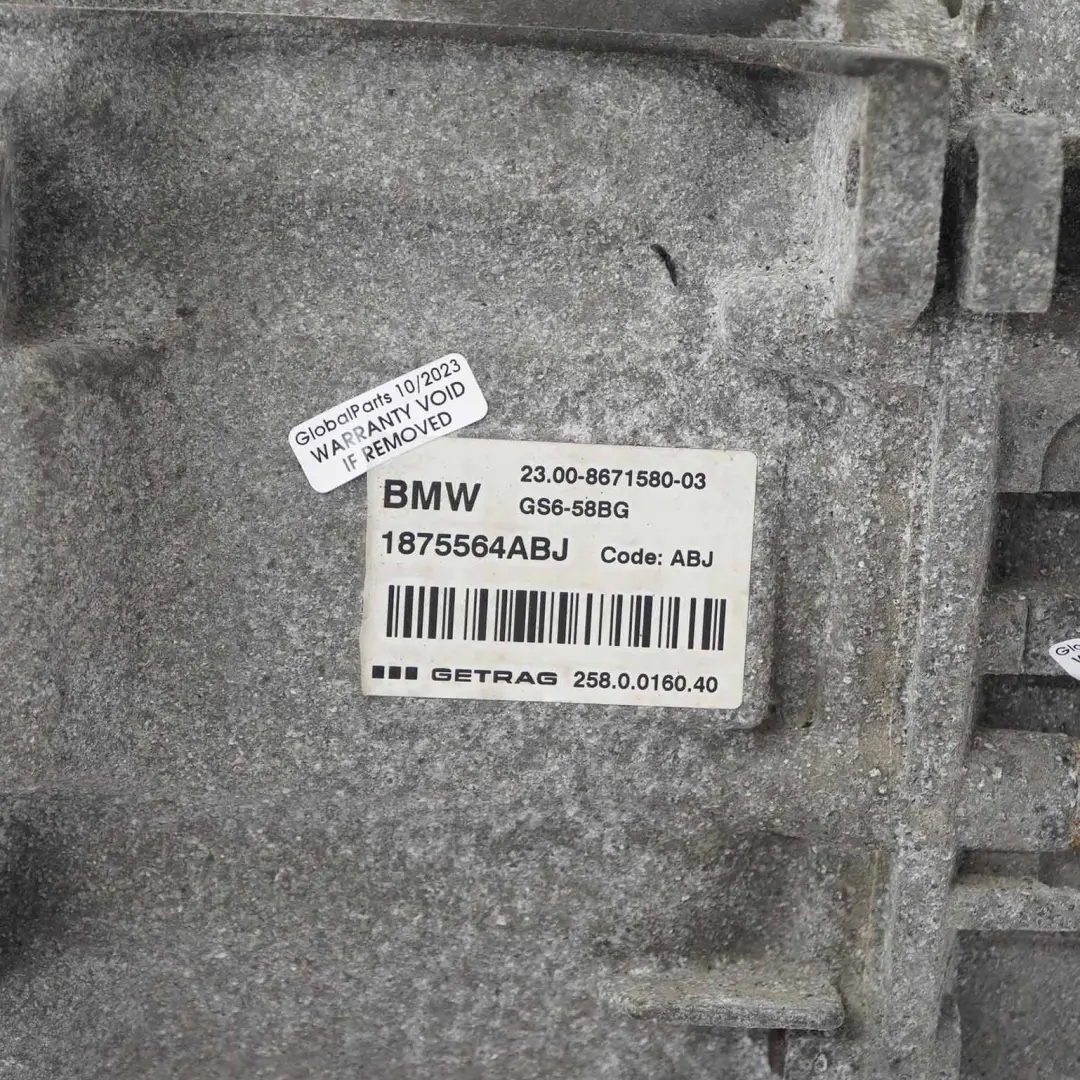 GlobalParts 10/2023
WARRANTY VOID
IF REMOVED
23.00-8671580-03
BMW GS6-58BG
1875564ABJ Code: ABJ
GETRAG 258.0.0160.40